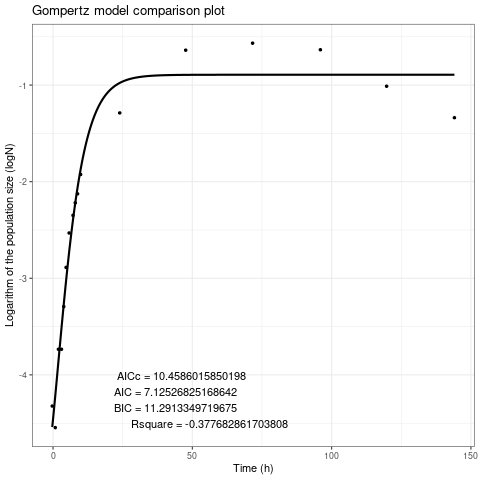 Gompertz model comparison plot
Logarithm of the population size (logN)
-1
-2
-3
-4
AICc = 10.4586015850198
AIC = 7.12526825168642
BIC = 11.2913349719675
Rsquare = -0.377682861703808
0
50
100
150
Time (h)